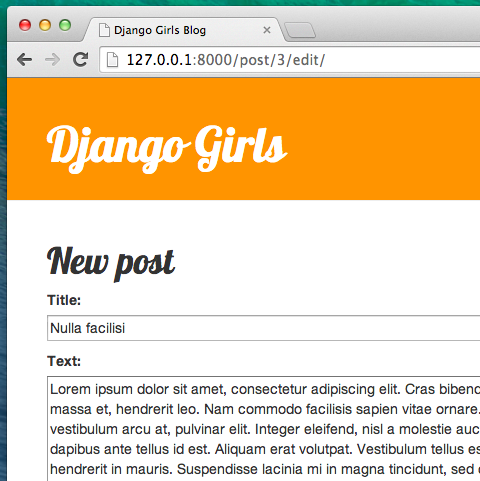 Django Girls Blog
127.0.0.1:8000/post/3/edit/
Django Girls
New post
Title:
Nulla facilisi
Text:
Lorem ipsum dolor sit amet, consectetur adipiscing elit. Cras bibend
massa et, hendrerit leo. Nam commodo facilisis sapien vitae ornare.
vestibulum arcu at, pulvinar elit. Integer eleifend, nisl a molestie auc
dapibus ante tellus id est. Aliquam erat volutpat. Vestibulum tellus es
hendrerit in mauris. Suspendisse lacinia mi in magna tincidunt, sed c